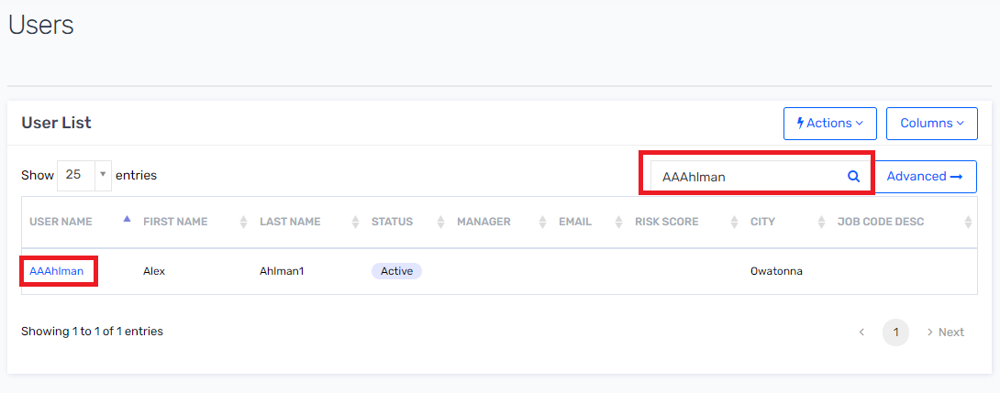 Users
User List
Actions
Columns
Show 25 entries
AAAhlman
Advanced
USER NAME FIRST NAME LAST NAME STATUS MANAGER EMAIL RISK SCORE CITY JOB CODE DESC
AAAhlman Alex Ahlman1 Active Owatonna
Showing 1 to 1 of 1 entries
1 Next